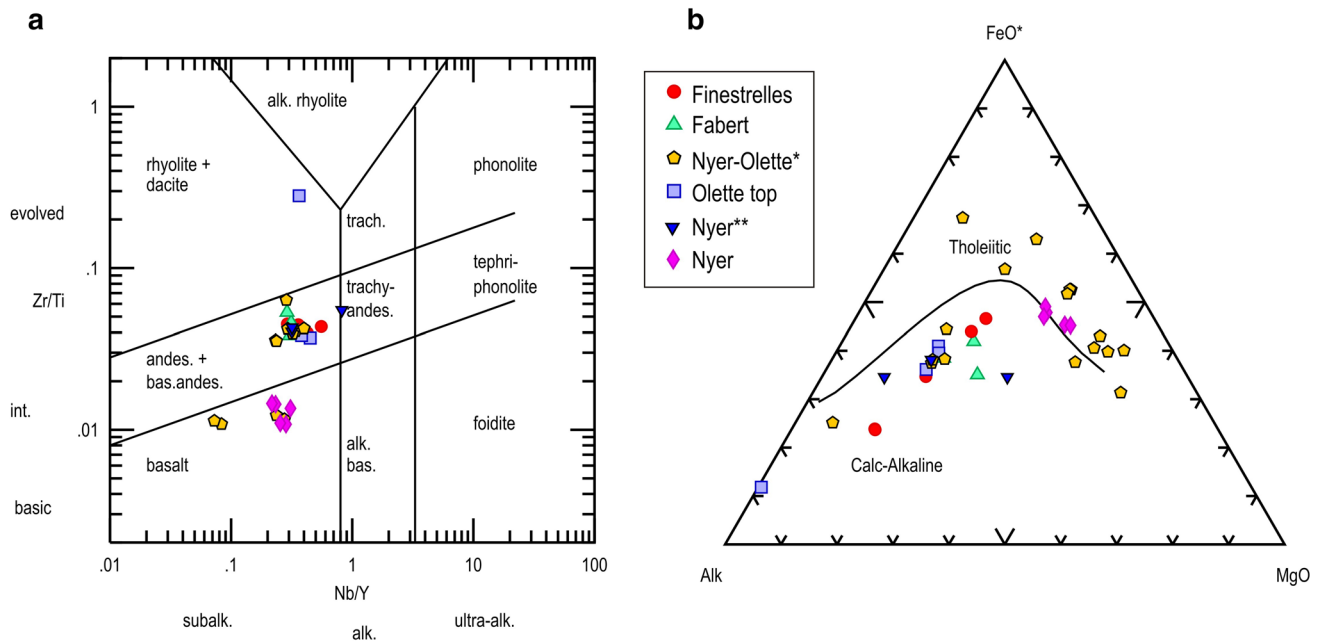 a
alk. rhyolite
rhyolite +
dacite
phonolite
trach.
tephri-
phonolite
trachy-
andes.
andes. +
bas.andes.
foidite
basalt
alk.
bas.
evolved
Zr/Ti
int.
basic
1
.1
.01
.01
.1
1
10
100
Nb/Y
subalk.
alk.
ultra-alk.
b
FeO*
Finestrelles
Fabert
Nyer-Olette*
Olette top
Nyer**
Nyer
Tholeiitic
Calc-Alkaline
Alk
MgO